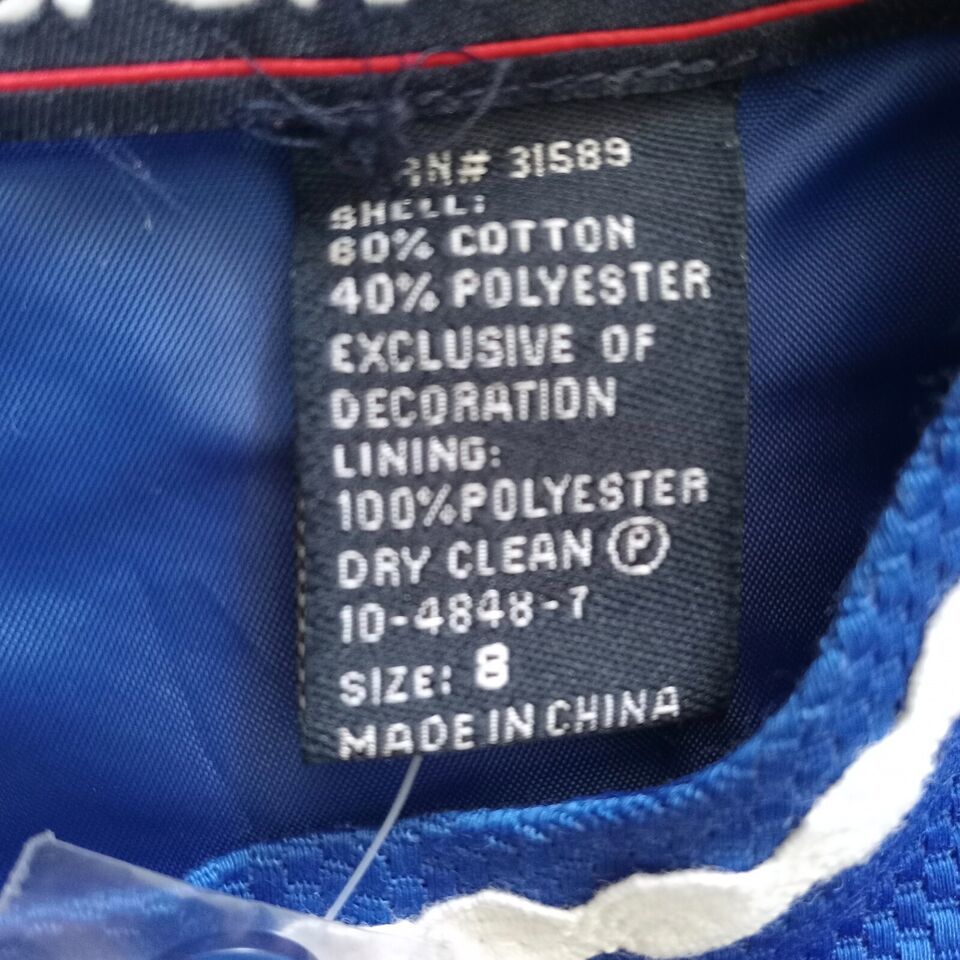 RN# 31589
SHELL:
60% COTTON
40% POLYESTER
EXCLUSIVE OF
DECORATION
LINING:
100% POLYESTER
DRY CLEAN Ⓟ
10-4848-7
SIZE: 8
MADE IN CHINA